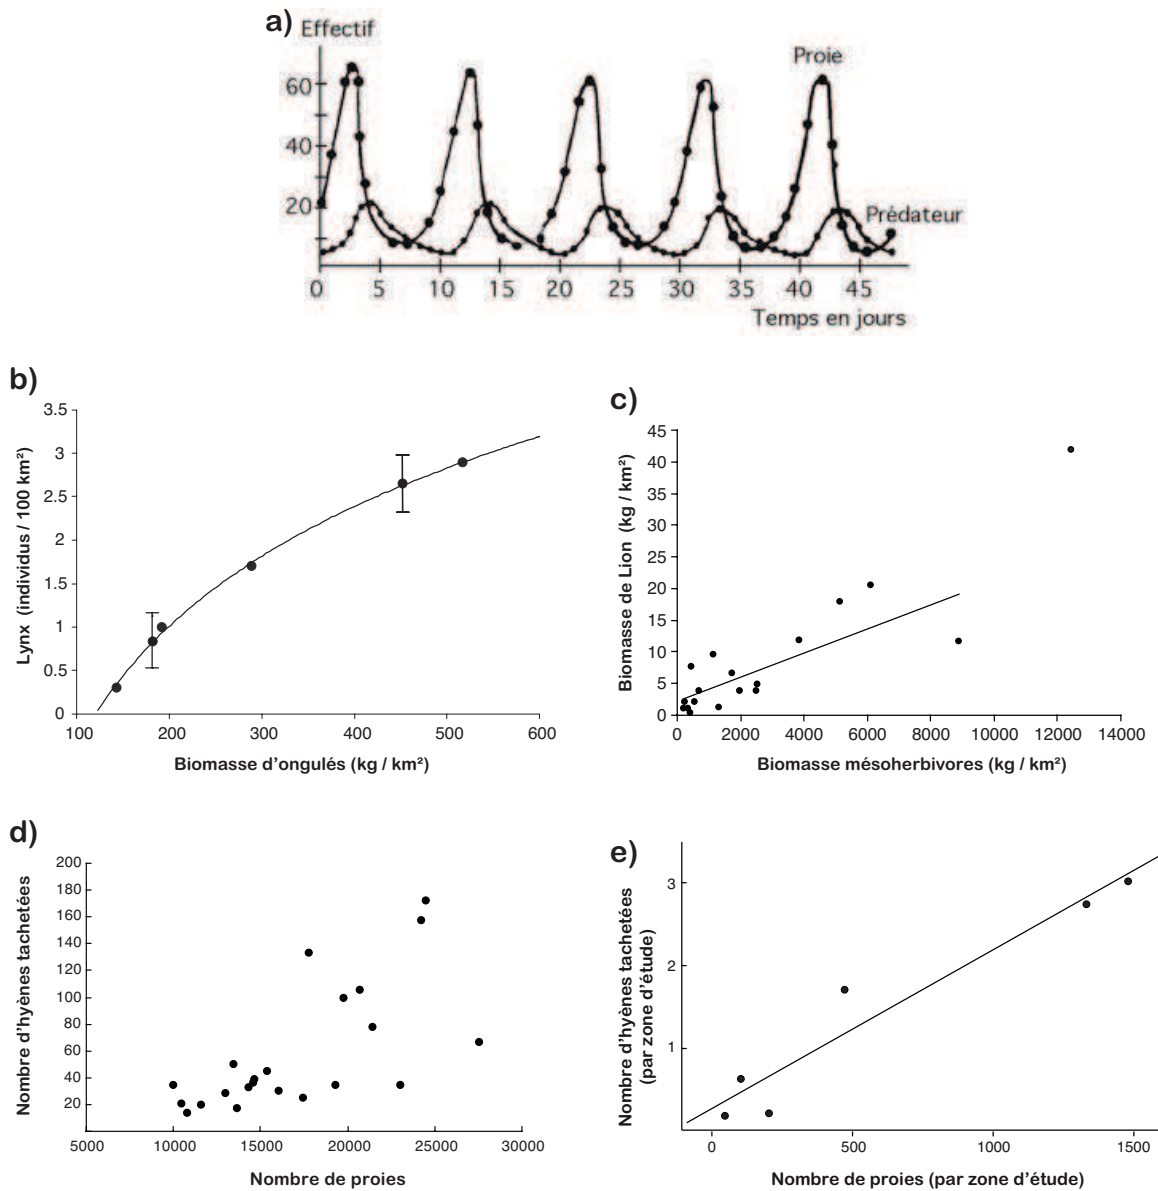 a)
Effectif
Proie
60
40
20
Prédateur
0 5 10 15 20 25 30 35 40 45
Temps en jours
b)
3.5
3
2.5
2
1.5
1
0.5
0
100 200 300 400 500 600
Lynx (individus / 100 km²)
Biomasse d'ongulés (kg / km²)
c)
45
40
35
30
25
20
15
10
5
0
0 2000 4000 6000 8000 10000 12000 14000
Biomasse de Lion (kg / km²)
Biomasse mésoherbivores (kg / km²)
d)
200
180
160
140
120
100
80
60
40
20
5000 10000 15000 20000 25000 30000
Nombre d'hyènes tachetées
Nombre de proies
e)
3
2
1
0 500 1000 1500
Nombre d'hyènes tachetées
(par zone d'étude)
Nombre de proies (par zone d'étude)